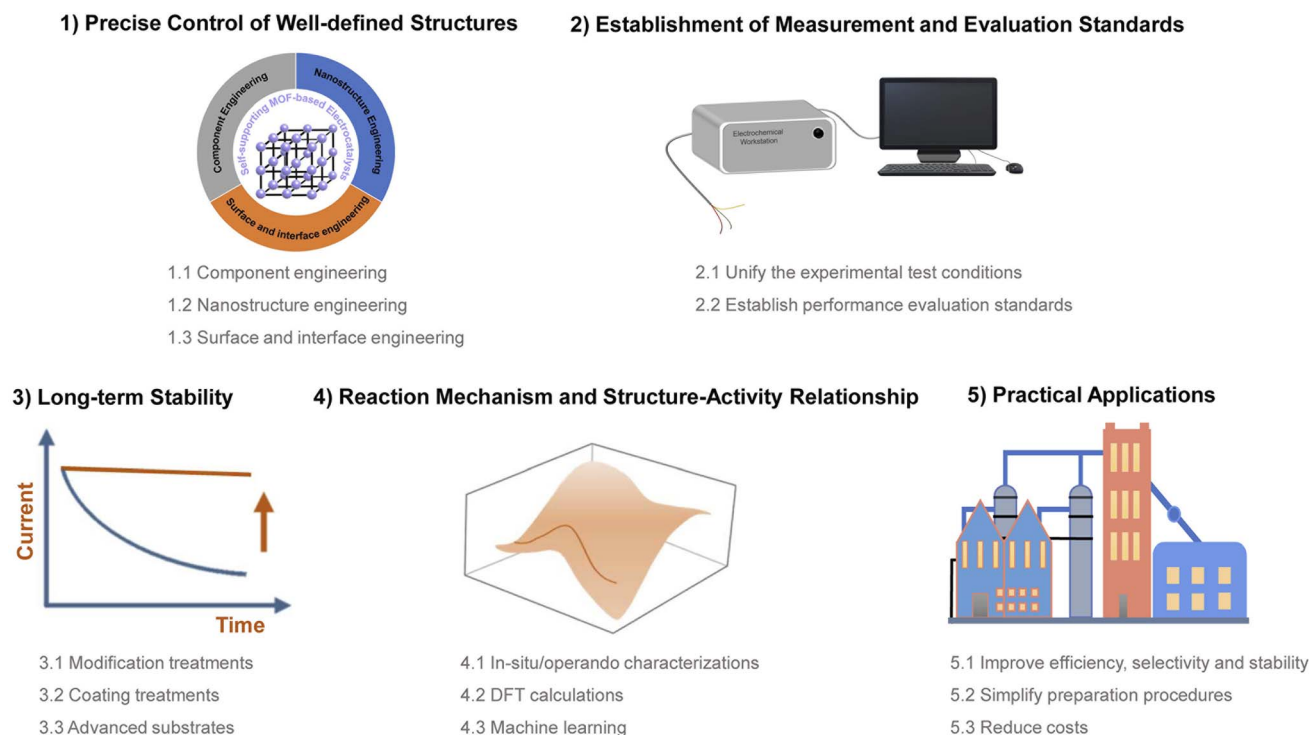 1) Precise Control of Well-defined Structures
Component Engineering
Nanostructure Engineering
Surface and interface engineering
Self-supporting MOF-based Electrocatalysts
1.1 Component engineering
1.2 Nanostructure engineering
1.3 Surface and interface engineering
2) Establishment of Measurement and Evaluation Standards
Electrochemical
Workstation
2.1 Unify the experimental test conditions
2.2 Establish performance evaluation standards
3) Long-term Stability
Current
Time
3.1 Modification treatments
3.2 Coating treatments
3.3 Advanced substrates
4) Reaction Mechanism and Structure-Activity Relationship
4.1 In-situ/operando characterizations
4.2 DFT calculations
4.3 Machine learning
5) Practical Applications
5.1 Improve efficiency, selectivity and stability
5.2 Simplify preparation procedures
5.3 Reduce costs